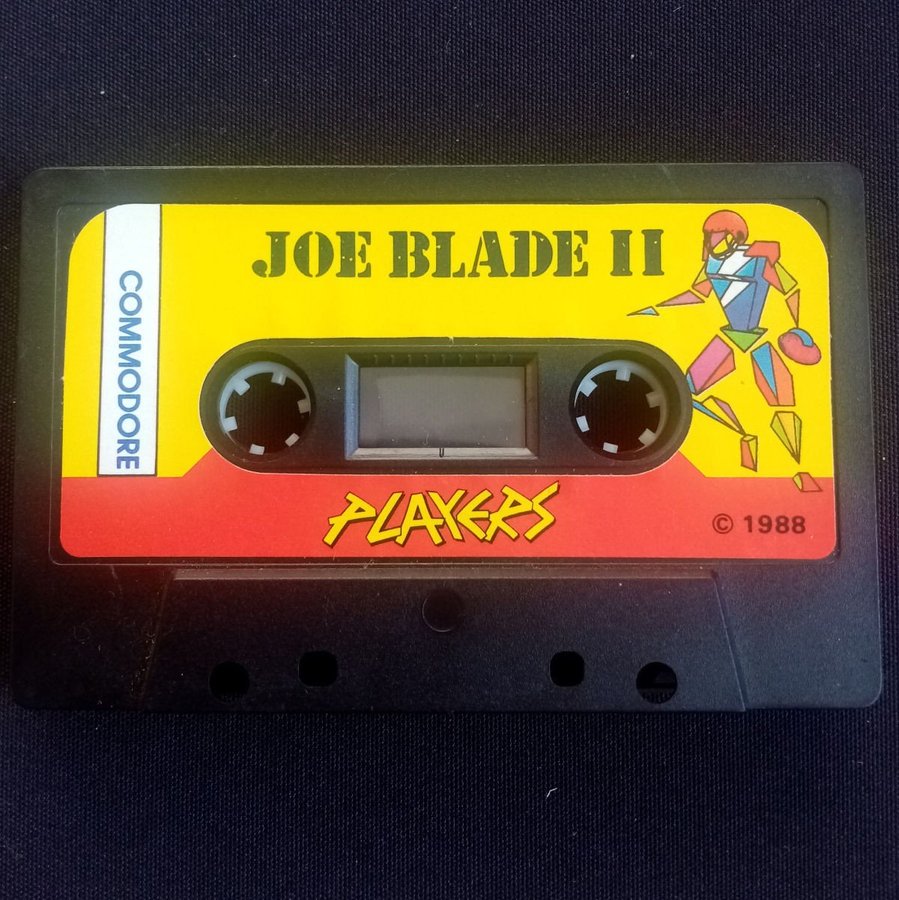 JOE BLADE II
COMMODORE
PLAYERS
© 1988